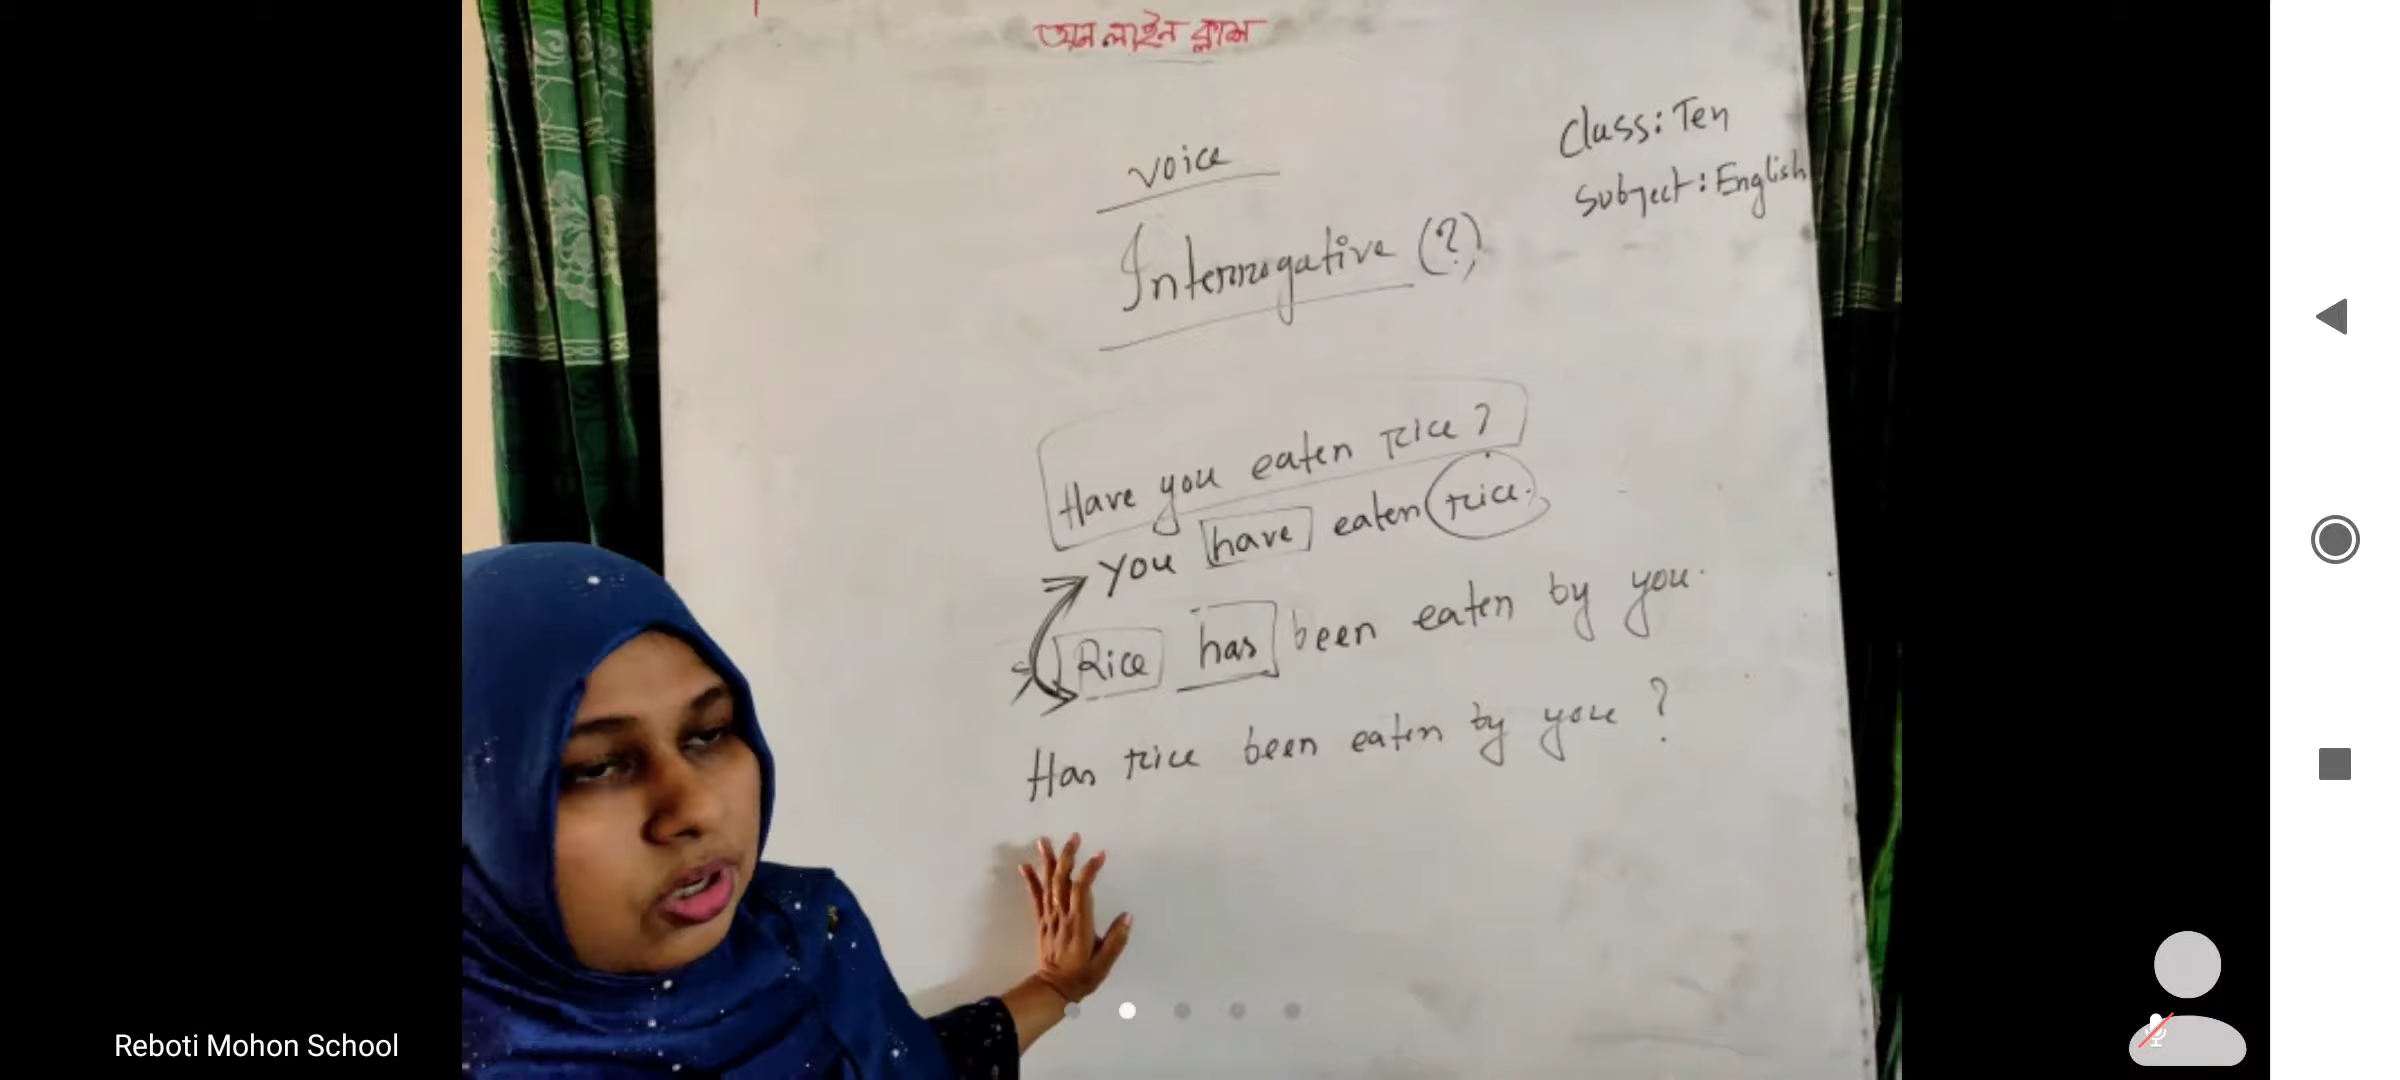 অন লাইন ক্লাস
Class: Ten
Subject: English
voice
Interrogative (?)
Have you eaten rice?
You have eaten rice.
Rice has been eaten by you.
Has rice been eaten by you?
Reboti Mohon School